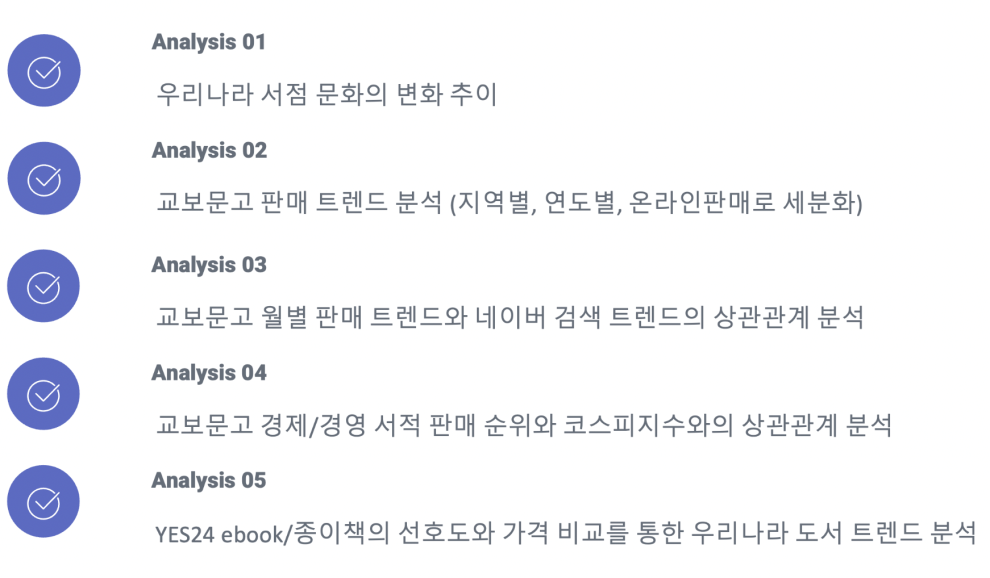 Analysis 01
우리나라 서점 문화의 변화 추이
Analysis 02
교보문고 판매 트렌드 분석 (지역별, 연도별, 온라인판매로 세분화)
Analysis 03
교보문고 월별 판매 트렌드와 네이버 검색 트렌드의 상관관계 분석
Analysis 04
교보문고 경제/경영 서적 판매 순위와 코스피지수와의 상관관계 분석
Analysis 05
YES24 ebook/종이책의 선호도와 가격 비교를 통한 우리나라 도서 트렌드 분석